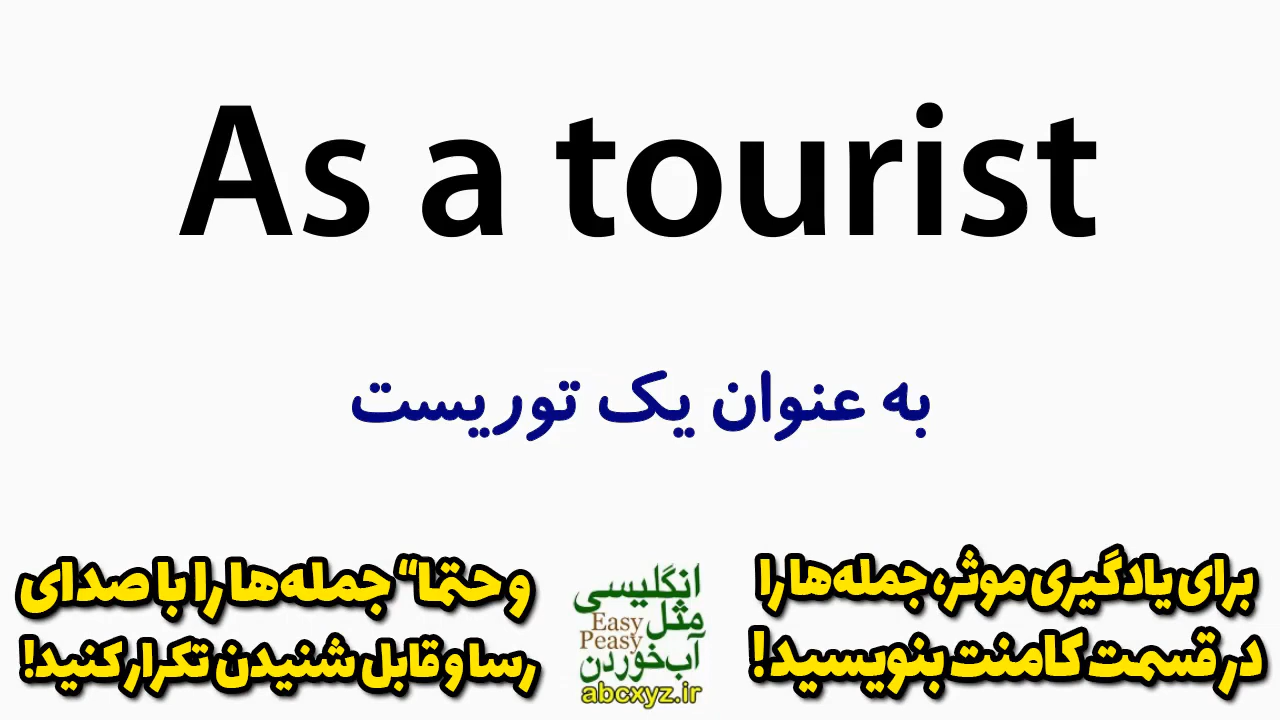 As a tourist
به عنوان یک توریست
برای یادگیری موثر، جمله‌ها را
در قسمت کامنت بنویسید!
و حتما“ جمله‌ها را با صدای
رسا و قابل شنیدن تکرار کنید!
انگلیسی
مثل
Easy
Peasy
آب خوردن
abcxyz.ir